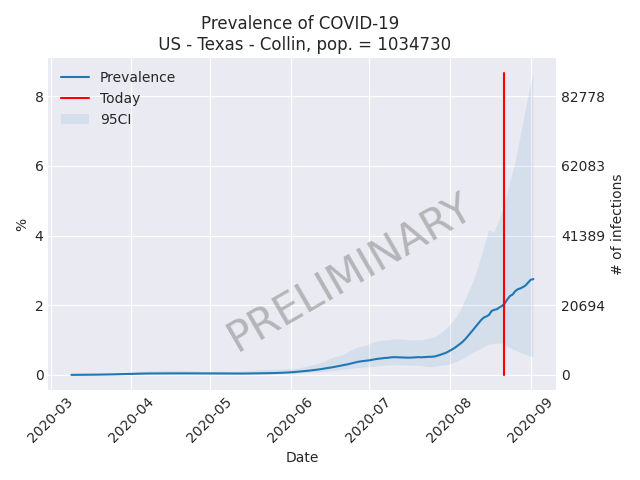 Prevalence of COVID-19
US - Texas - Collin, pop. = 1034730
Prevalence
Today
95CI
8
6
4
2
0
%
82778
62083
41389
20694
0
# of infections
PRELIMINARY
2020-03
2020-04
2020-05
2020-06
2020-07
2020-08
2020-09
Date